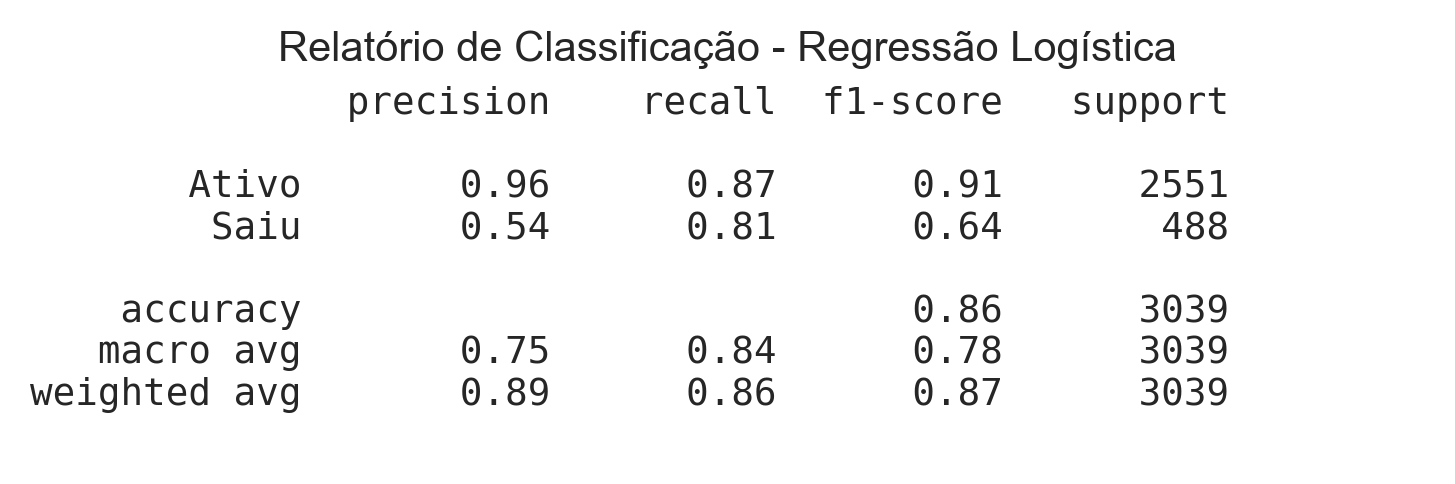 Relatório de Classificação - Regressão Logística
precision recall f1-score support
Ativo 0.96 0.87 0.91 2551
Saiu 0.54 0.81 0.64 488
accuracy 0.86 3039
macro avg 0.75 0.84 0.78 3039
weighted avg 0.89 0.86 0.87 3039